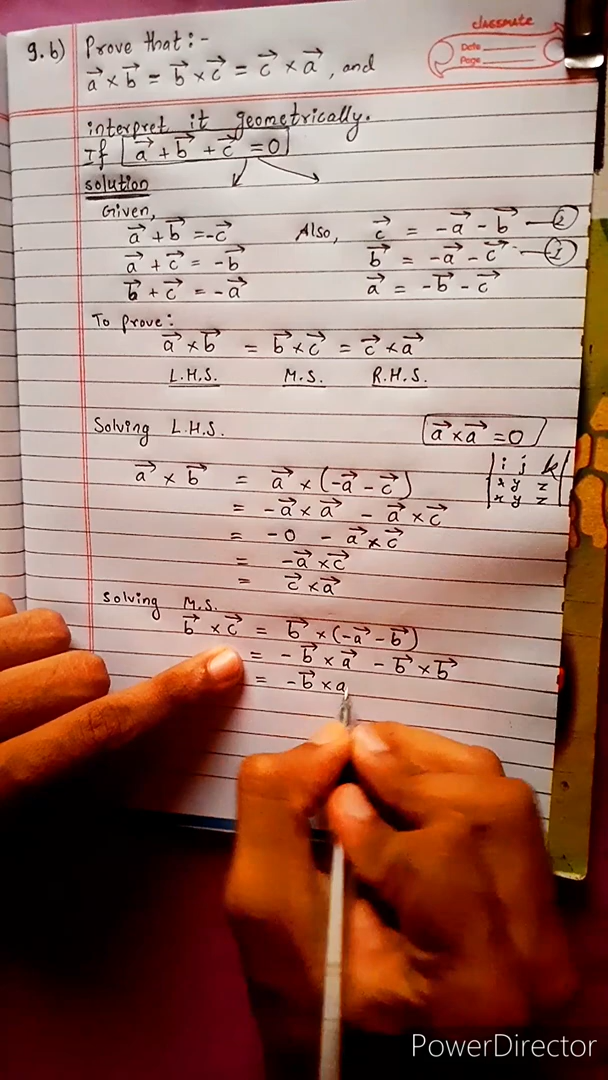 classmate
Date
Page
9.b) Prove that:-
a⃗ × b⃗ = b⃗ × c⃗ = c⃗ × a⃗, and
interpret it geometrically.
If a⃗ + b⃗ + c⃗ = 0
solution
Given,
a⃗ + b⃗ = -c⃗ Also, c⃗ = -a⃗ - b⃗ — 2
a⃗ + c⃗ = -b⃗ b⃗ = -a⃗ - c⃗ — 1
b⃗ + c⃗ = -a⃗ a⃗ = -b⃗ - c⃗
To prove:
a⃗ × b⃗ = b⃗ × c⃗ = c⃗ × a⃗
L.H.S. M.S. R.H.S.
Solving L.H.S. a⃗ × a⃗ = 0
| i j k |
| x y z |
| x y z |
a⃗ × b⃗ = a⃗ × (-a⃗ - c⃗)
= -a⃗ × a⃗ - a⃗ × c⃗
= -0 - a⃗ × c⃗
= -a⃗ × c⃗
= c⃗ × a⃗
Solving M.S.
b⃗ × c⃗ = b⃗ × (-a⃗ - b⃗)
= -b⃗ × a⃗ - b⃗ × b⃗
= -b⃗ × a
PowerDirector